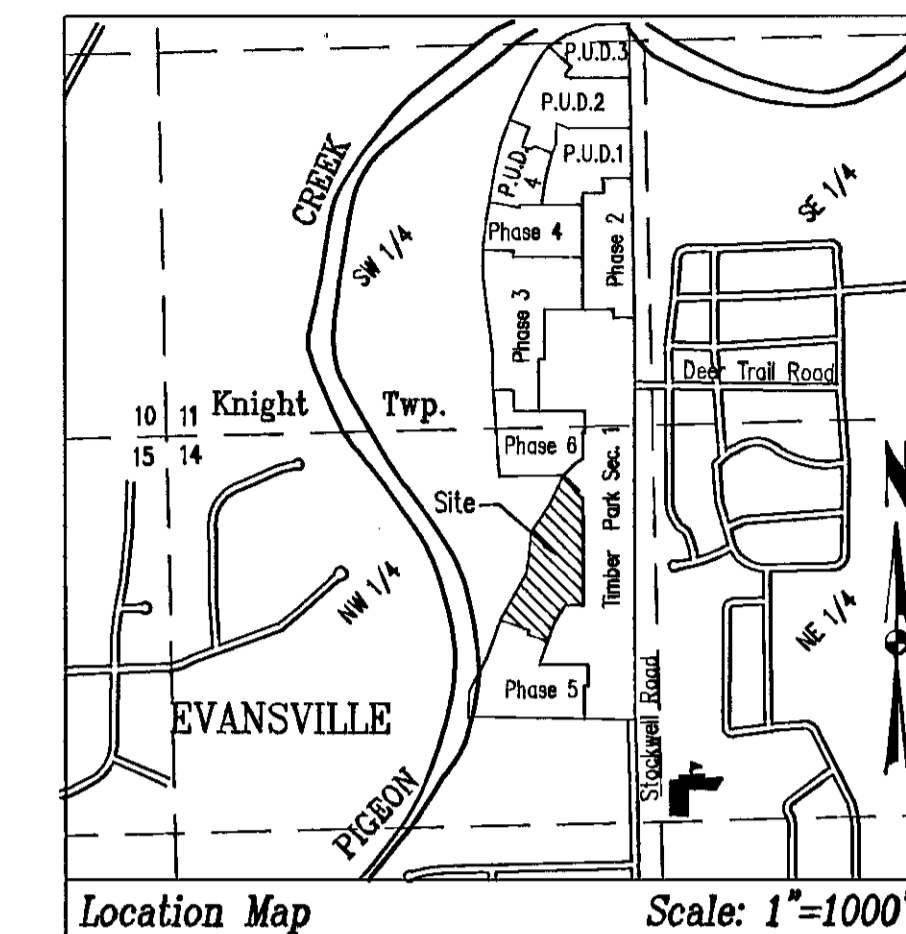 P.U.D.3
P.U.D.2
P.U.D.1
P.U.D.
4
CREEK
SW 1/4
SE 1/4
Phase 4
Phase 2
Phase 3
Deer Trail Road
Knight Twp.
10 11
15 14
Phase 6
Timber Park Sec. 1
Site
N
NW 1/4
NE 1/4
Phase 5
EVANSVILLE
Stockwell Road
PIGEON
Location Map Scale: 1"=1000'